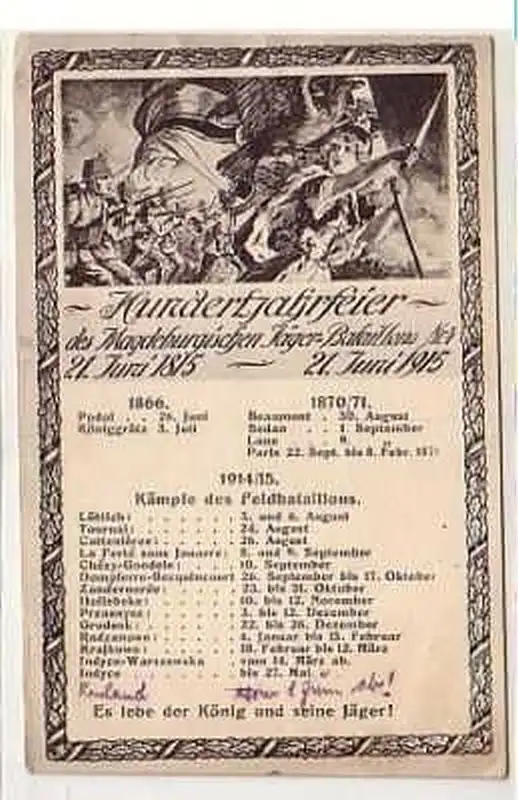 Hundertjahrfeier
des Magdeburgischen Jäger-Bataillons №4
21. Juni 1815 — 21. Juni 1915
1866.
Podol . . 26. Juni
Königgrätz 3. Juli
1870/71.
Beaumont . . 30. August
Sedan . . 1. September
Laon . . 9. „
Paris 22. Sept. bis 8. Febr. 1871
1914/15.
Kämpfe des Feldbataillons.
Lüttich: . . . . . . 5. und 6. August
Tournai: . . . . . . 24. August
Cattenières: . . . . . 26. August
La Ferté sous Jouarre: 8. und 9. September
Chézy-Gandelu: . . . 10. September
Dompierre-Becquincourt 26. September bis 17. Oktober
Zandvoorde: . . . . 23. bis 31. Oktober
Hollebeke: . . . . . 10. bis 12. November
Przasnysz: . . . . . 3. bis 12. Dezember
Grudusk: . . . . . 22. bis 26. Dezember
Radzanow: . . . . . 4. Januar bis 15. Februar
Krajkowo: . . . . . 18. Februar bis 12. März
Indyce-Warszewska vom 14. März ab.
Indyce . . . . . bis 27. Mai
Es lebe der König und seine Jäger!